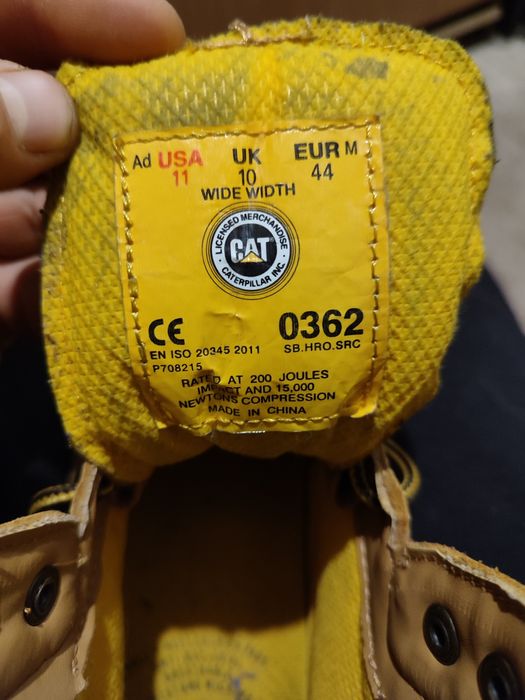 Ad USA UK EUR M
11 10 44
WIDE WIDTH
LICENSED MERCHANDISE
CAT
CATERPILLAR INC.
CE 0362
EN ISO 20345 2011 SB.HRO.SRC
P708215
RATED AT 200 JOULES
IMPACT AND 15,000
NEWTONS COMPRESSION
MADE IN CHINA